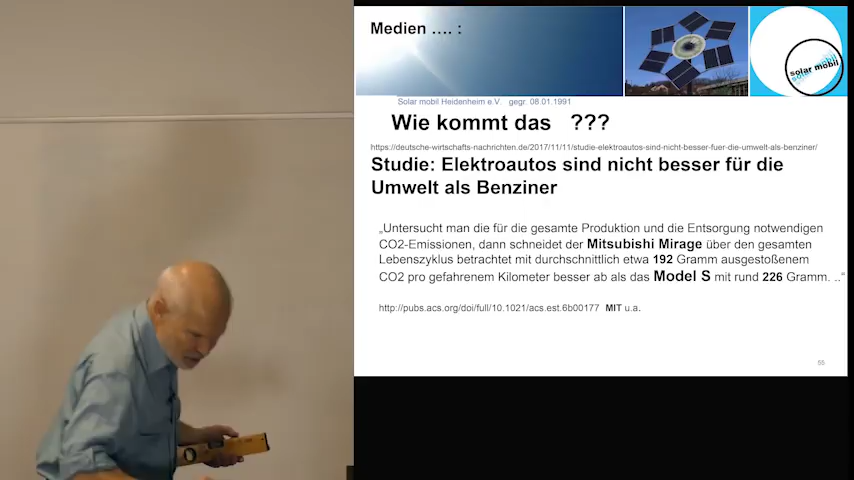 Medien .... :
solar mobil
solar mobil
Solar mobil Heidenheim e.V. gegr. 08.01.1991
Wie kommt das ???
https://deutsche-wirtschafts-nachrichten.de/2017/11/11/studie-elektroautos-sind-nicht-besser-fuer-die-umwelt-als-benziner/
Studie: Elektroautos sind nicht besser für die
Umwelt als Benziner
„Untersucht man die für die gesamte Produktion und die Entsorgung notwendigen
CO2-Emissionen, dann schneidet der Mitsubishi Mirage über den gesamten
Lebenszyklus betrachtet mit durchschnittlich etwa 192 Gramm ausgestoßenem
CO2 pro gefahrenem Kilometer besser ab als das Model S mit rund 226 Gramm. ..“
http://pubs.acs.org/doi/full/10.1021/acs.est.6b00177 MIT u.a.
55